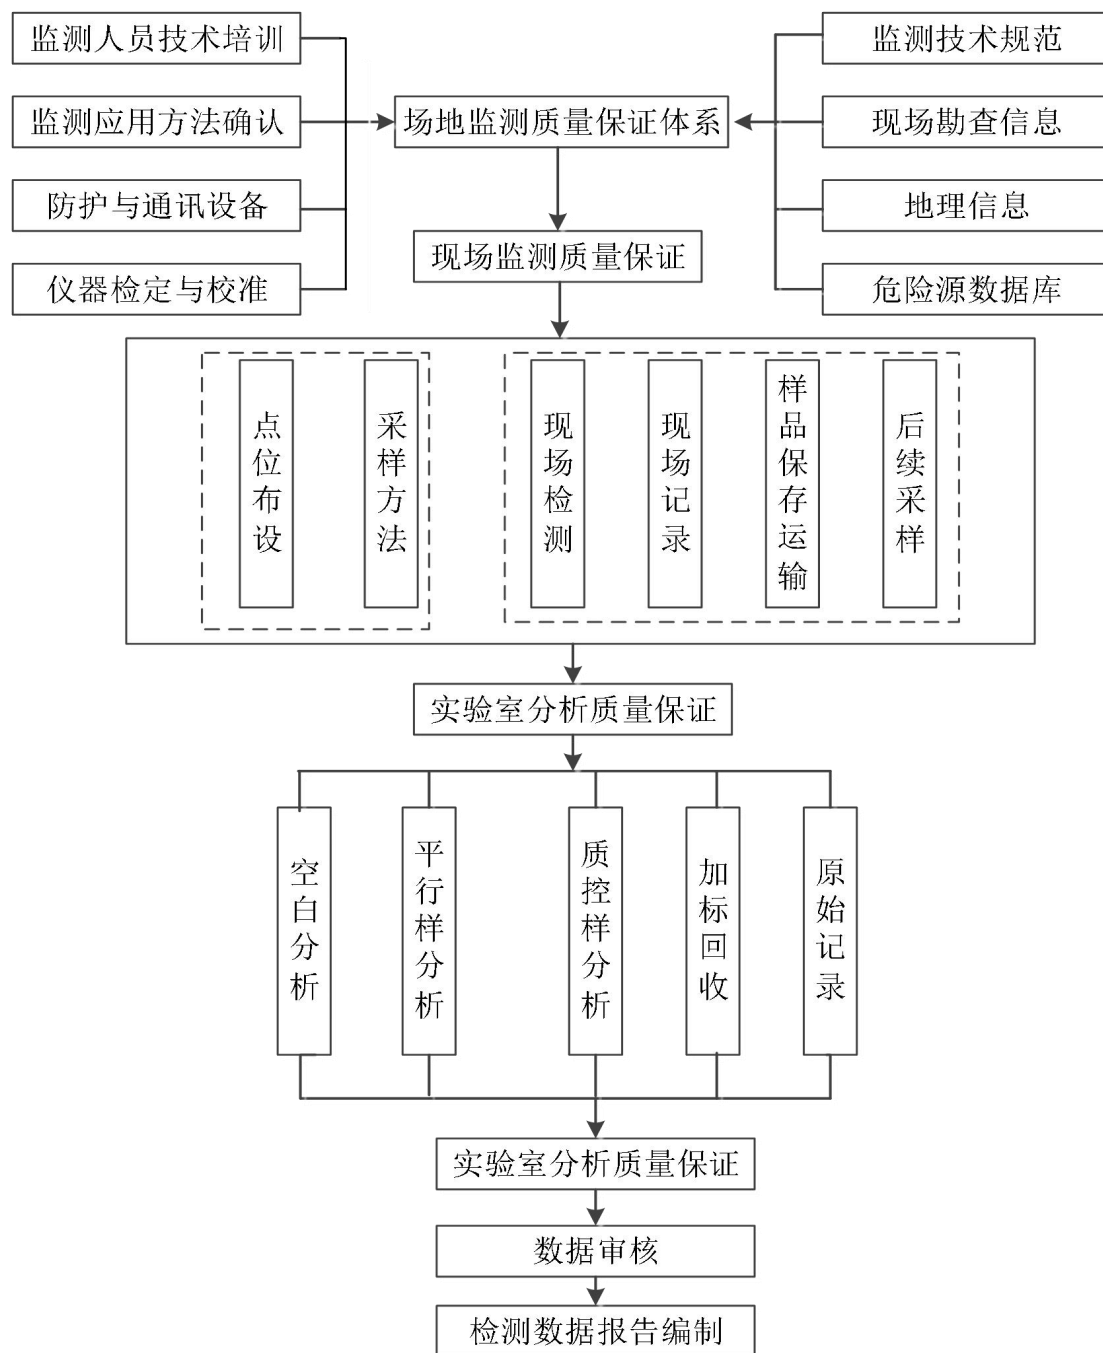 监测人员技术培训
监测应用方法确认
防护与通讯设备
仪器检定与校准
场地监测质量保证体系
监测技术规范
现场勘查信息
地理信息
危险源数据库
现场监测质量保证
点位布设
采样方法
现场检测
现场记录
样品保存运输
后续采样
实验室分析质量保证
空白分析
平行样分析
质控样分析
加标回收
原始记录
实验室分析质量保证
数据审核
检测数据报告编制